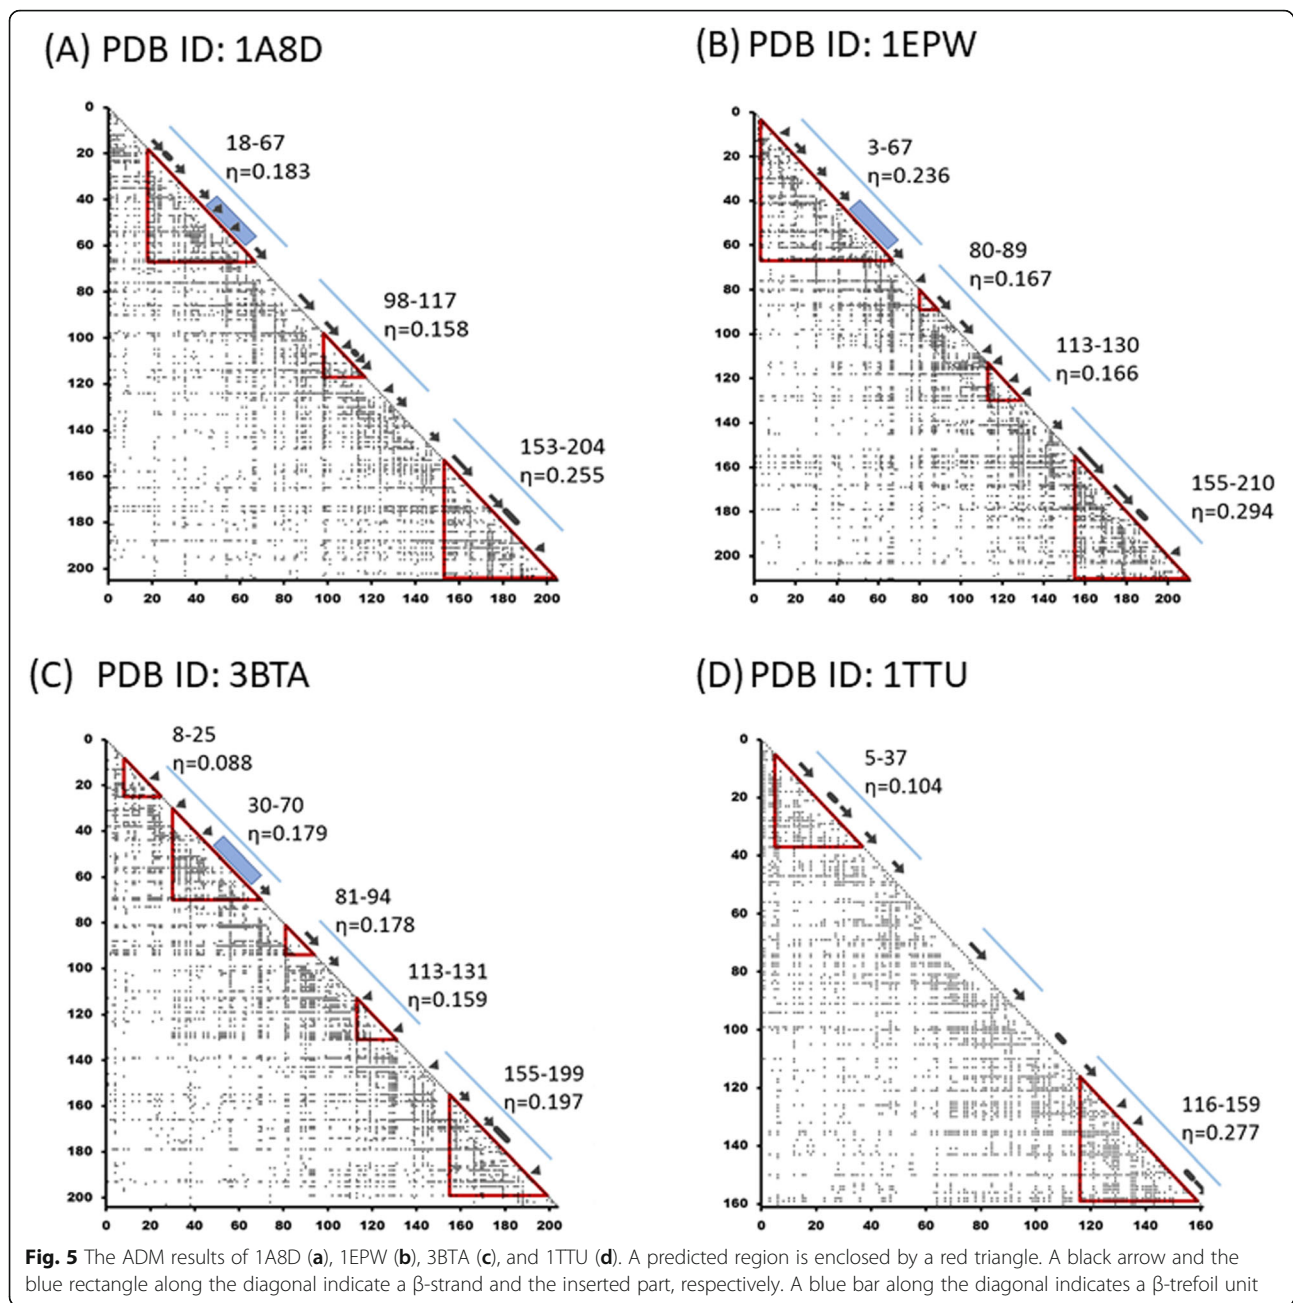 (A) PDB ID: 1A8D
0
20
40
60
80
100
120
140
160
180
200
18-67
η=0.183
98-117
η=0.158
153-204
η=0.255
0 20 40 60 80 100 120 140 160 180 200
(B) PDB ID: 1EPW
0
20
40
60
80
100
120
140
160
180
200
3-67
η=0.236
80-89
η=0.167
113-130
η=0.166
155-210
η=0.294
0 20 40 60 80 100 120 140 160 180 200
(C) PDB ID: 3BTA
0
20
40
60
80
100
120
140
160
180
200
8-25
η=0.088
30-70
η=0.179
81-94
η=0.178
113-131
η=0.159
155-199
η=0.197
0 20 40 60 80 100 120 140 160 180 200
(D) PDB ID: 1TTU
0
20
40
60
80
100
120
140
160
5-37
η=0.104
116-159
η=0.277
0 20 40 60 80 100 120 140 160
Fig. 5 The ADM results of 1A8D (a), 1EPW (b), 3BTA (c), and 1TTU (d). A predicted region is enclosed by a red triangle. A black arrow and the
blue rectangle along the diagonal indicate a β-strand and the inserted part, respectively. A blue bar along the diagonal indicates a β-trefoil unit